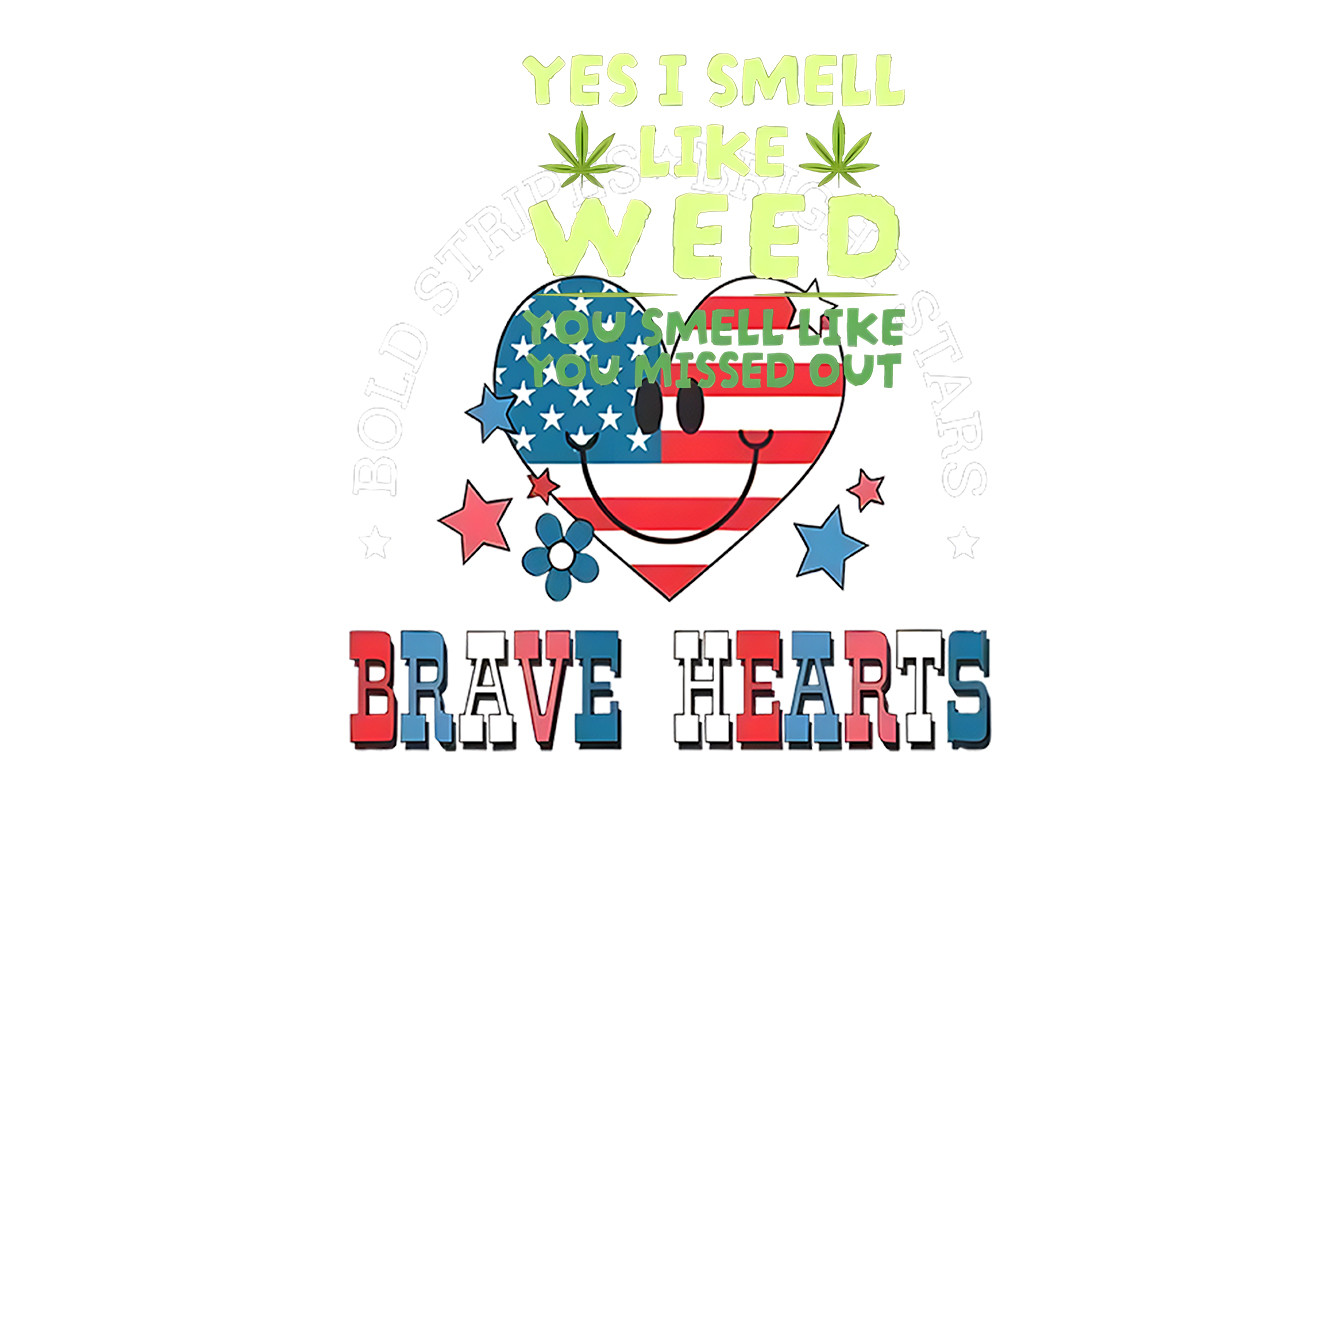 YES I SMELL
LIKE
WEED
YOU SMELL LIKE
YOU MISSED OUT
BOLD STRIPES BRIGHT STARS
BRAVE HEARTS